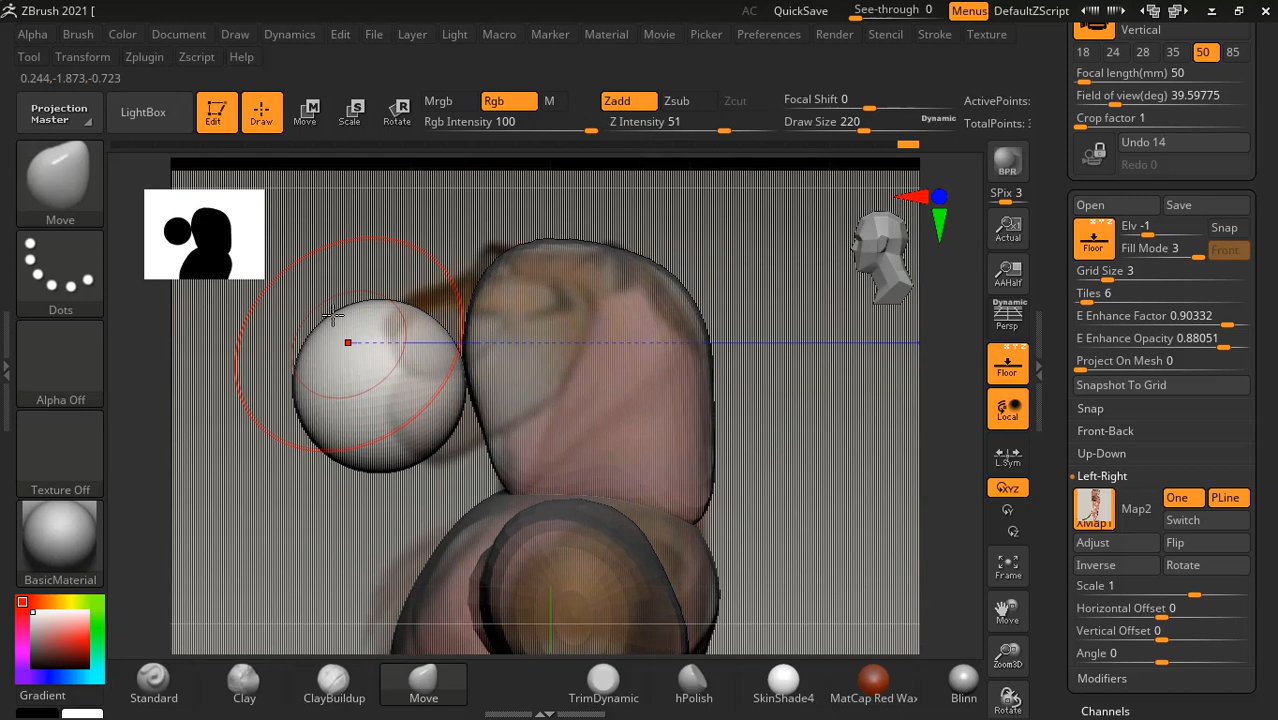 ZBrush 2021 [
AC QuickSave See-through 0 Menus DefaultZScript
Alpha Brush Color Document Draw Dynamics Edit File Layer Light Macro Marker Material Movie Picker Preferences Render Stencil Stroke Texture
Tool Transform Zplugin Zscript Help
0.244,-1.873,-0.723
Projection
Master
LightBox
Edit
Draw
Move
Scale
Rotate
Mrgb Rgb M
Rgb Intensity 100
Zadd Zsub Zcut
Z Intensity 51
Focal Shift 0
Draw Size 220
Dynamic
ActivePoints:
TotalPoints:
Move
Dots
Alpha Off
Texture Off
BasicMaterial
Gradient
BPR
SPix 3
Actual
AAHalf
Dynamic
Persp
Floor
Local
L.Sym
XYZ
Y
Z
Frame
Move
Zoom3D
Rotate
Vertical
18 24 28 35 50 85
Focal length(mm) 50
Field of view(deg) 39.59775
Crop factor 1
Undo 14
Redo 0
Open Save
X Y Z
Floor
Elv -1 Snap
Fill Mode 3 Front
Grid Size 3
Tiles 6
E Enhance Factor 0.90332
E Enhance Opacity 0.88051
Project On Mesh 0
Snapshot To Grid
Snap
Front-Back
Up-Down
Left-Right
XMap1
Map2
One PLine
Switch
Adjust Flip
Inverse Rotate
Scale 1
Horizontal Offset 0
Vertical Offset 0
Angle 0
Modifiers
Channels
Standard Clay ClayBuildup Move TrimDynamic hPolish SkinShade4 MatCap Red Wax Blinn